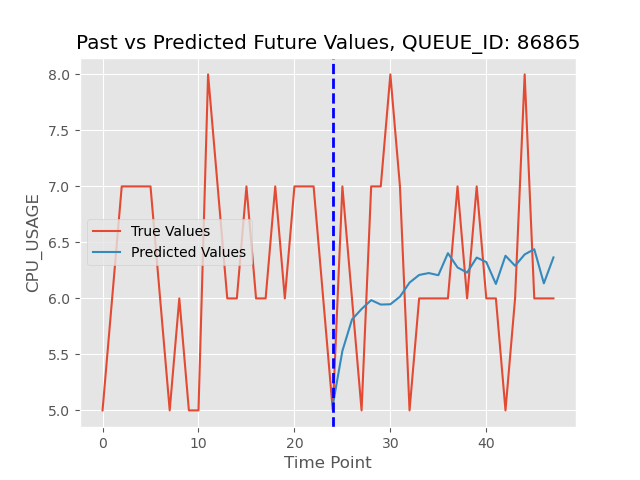 Past vs Predicted Future Values, QUEUE_ID: 86865
8.0
7.5
7.0
6.5
6.0
5.5
5.0
CPU_USAGE
True Values
Predicted Values
0 10 20 30 40
Time Point